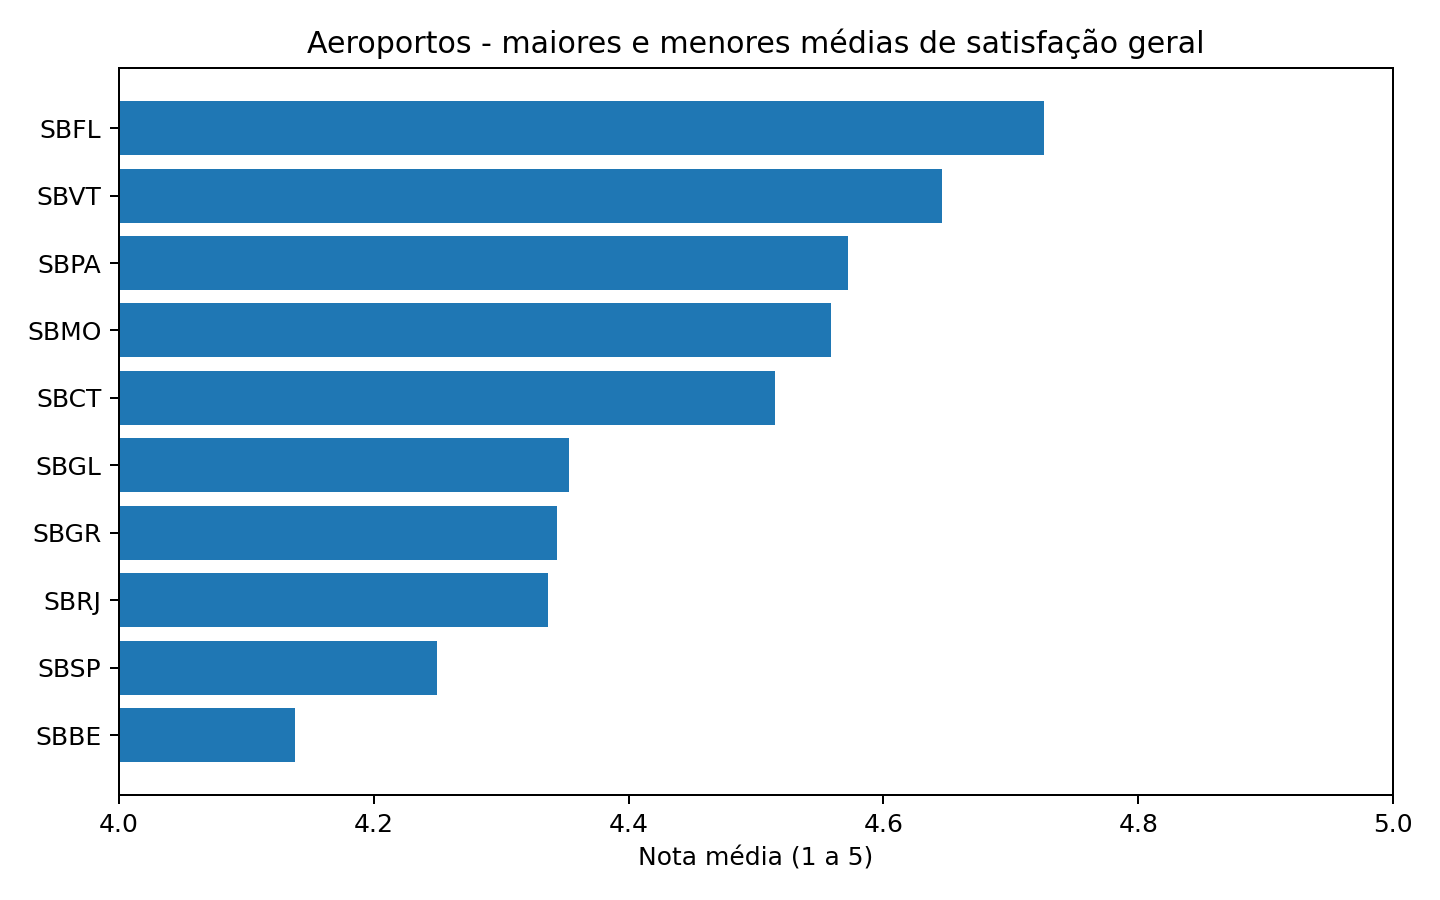 Aeroportos - maiores e menores médias de satisfação geral
SBFL
SBVT
SBPA
SBMO
SBCT
SBGL
SBGR
SBRJ
SBSP
SBBE
4.0 4.2 4.4 4.6 4.8 5.0
Nota média (1 a 5)